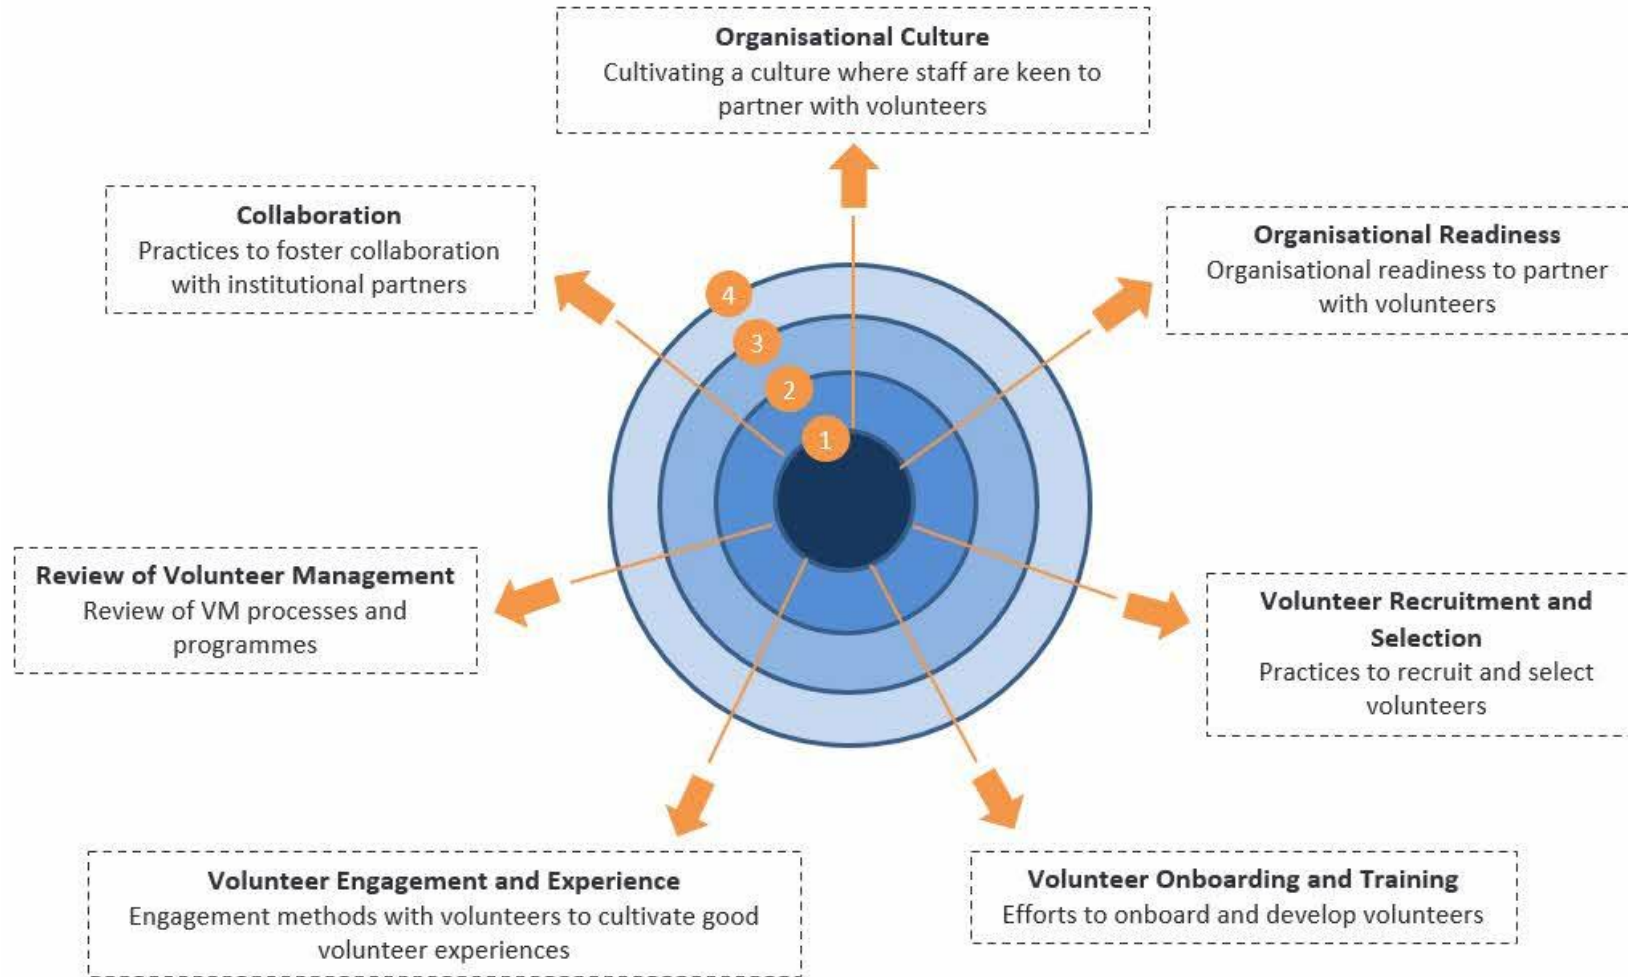 Organisational Culture
Cultivating a culture where staff are keen to
partner with volunteers
Collaboration
Practices to foster collaboration
with institutional partners
Organisational Readiness
Organisational readiness to partner
with volunteers
4
3
2
1
Review of Volunteer Management
Review of VM processes and
programmes
Volunteer Recruitment and
Selection
Practices to recruit and select
volunteers
Volunteer Engagement and Experience
Engagement methods with volunteers to cultivate good
volunteer experiences
Volunteer Onboarding and Training
Efforts to onboard and develop volunteers